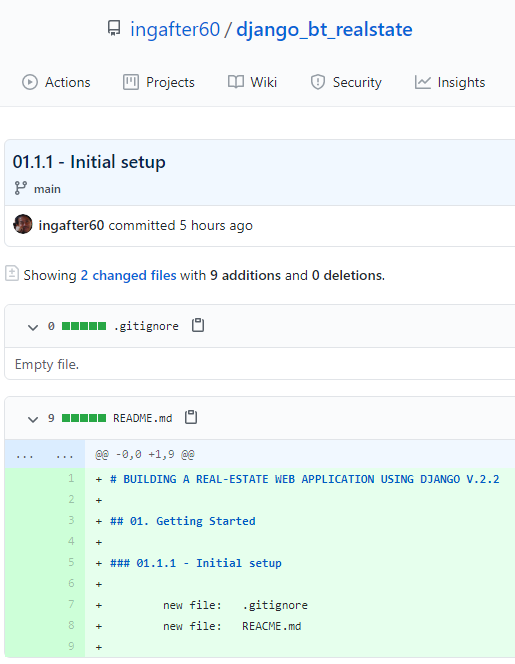 ingafter60 / django_bt_realstate
Actions Projects Wiki Security Insights
01.1.1 - Initial setup
main
ingafter60 committed 5 hours ago
Showing 2 changed files with 9 additions and 0 deletions.
0 .gitignore
Empty file.
9 README.md
... ... @@ -0,0 +1,9 @@
1 + # BUILDING A REAL-ESTATE WEB APPLICATION USING DJANGO V.2.2
2 +
3 + ## 01. Getting Started
4 +
5 + ### 01.1.1 - Initial setup
6 +
7 + new file: .gitignore
8 + new file: REACME.md
9 +